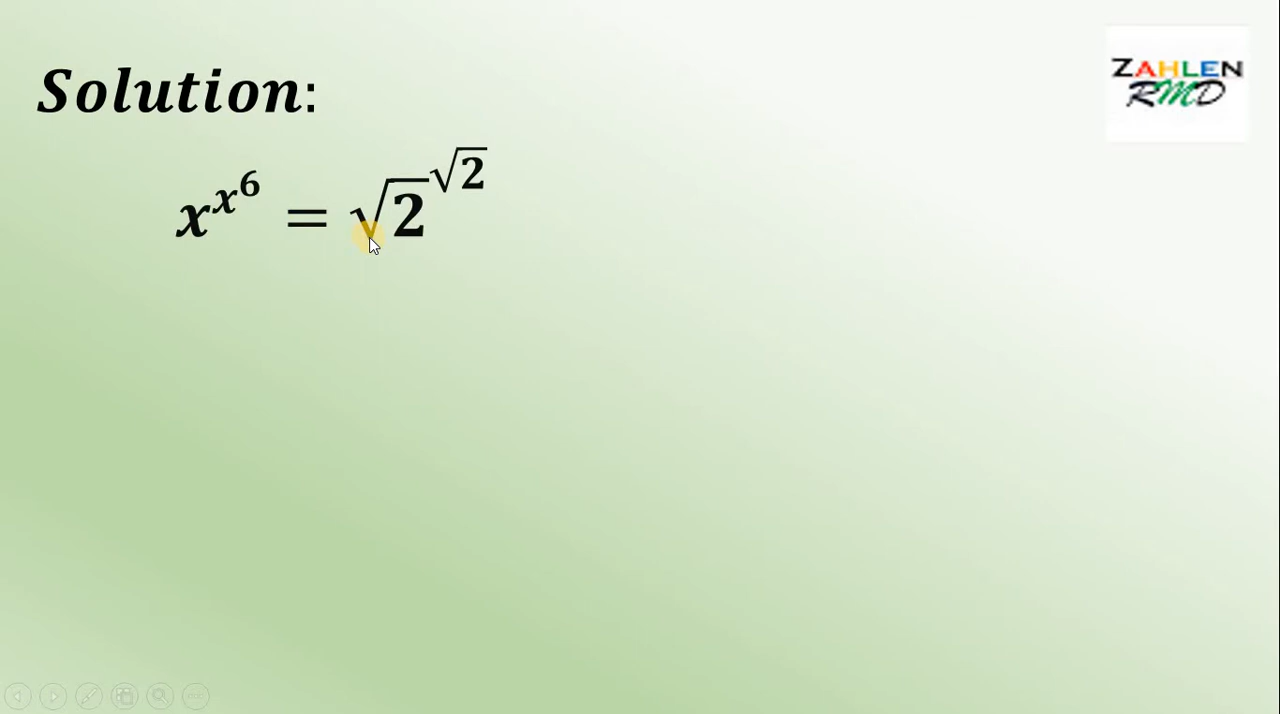 ZAHLEN
RMD
Solution:
x^{x^6} = √2^{√2}